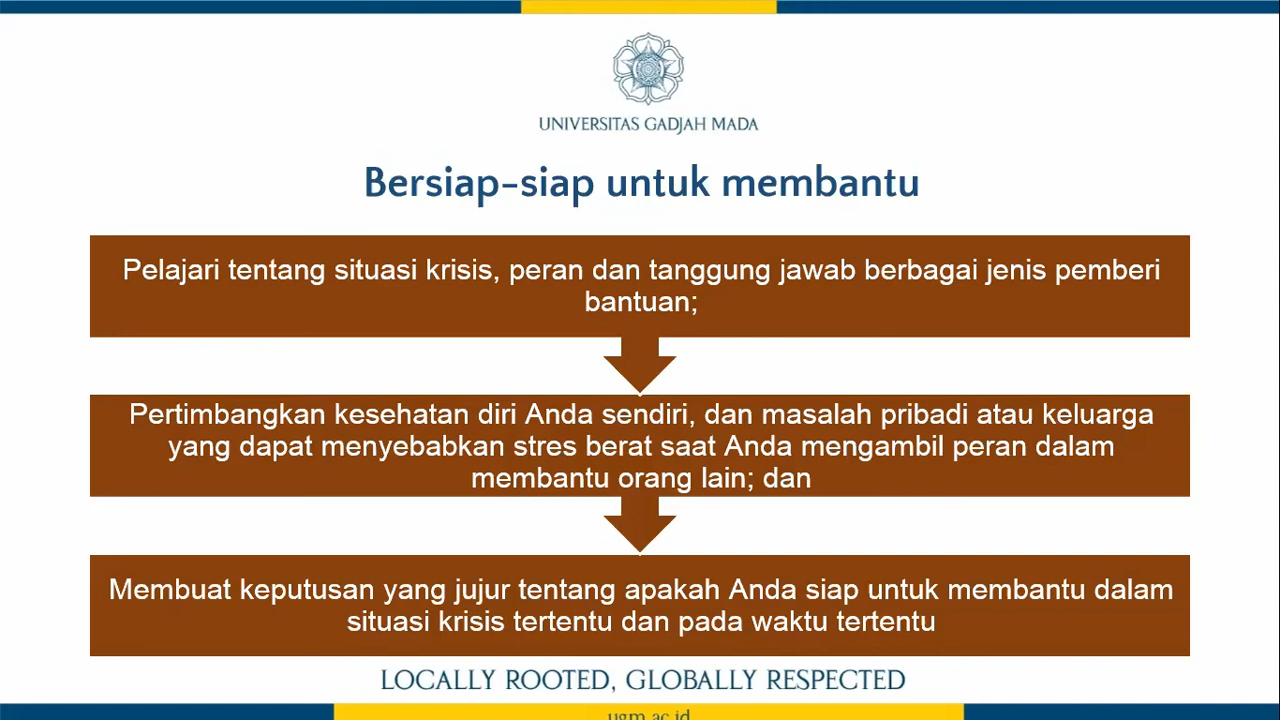 UNIVERSITAS GADJAH MADA
Bersiap-siap untuk membantu
Pelajari tentang situasi krisis, peran dan tanggung jawab berbagai jenis pemberi
bantuan;
Pertimbangkan kesehatan diri Anda sendiri, dan masalah pribadi atau keluarga
yang dapat menyebabkan stres berat saat Anda mengambil peran dalam
membantu orang lain; dan
Membuat keputusan yang jujur tentang apakah Anda siap untuk membantu dalam
situasi krisis tertentu dan pada waktu tertentu
LOCALLY ROOTED, GLOBALLY RESPECTED
ugm.ac.id